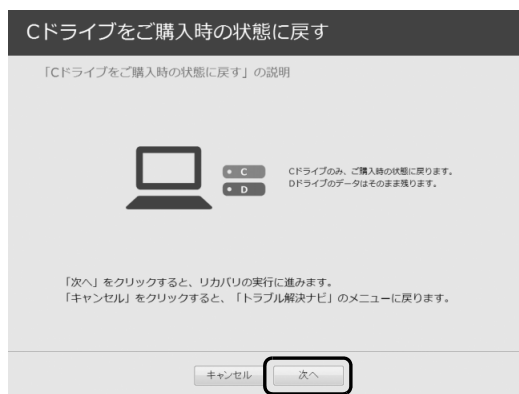 Cドライブをご購入時の状態に戻す
「Cドライブをご購入時の状態に戻す」の説明
C
Cドライブのみ、ご購入時の状態に戻ります。
D
Dドライブのデータはそのまま残ります。
「次へ」をクリックすると、リカバリの実行に進みます。
「キャンセル」をクリックすると、「トラブル解決ナビ」のメニューに戻ります。
キャンセル
次へ